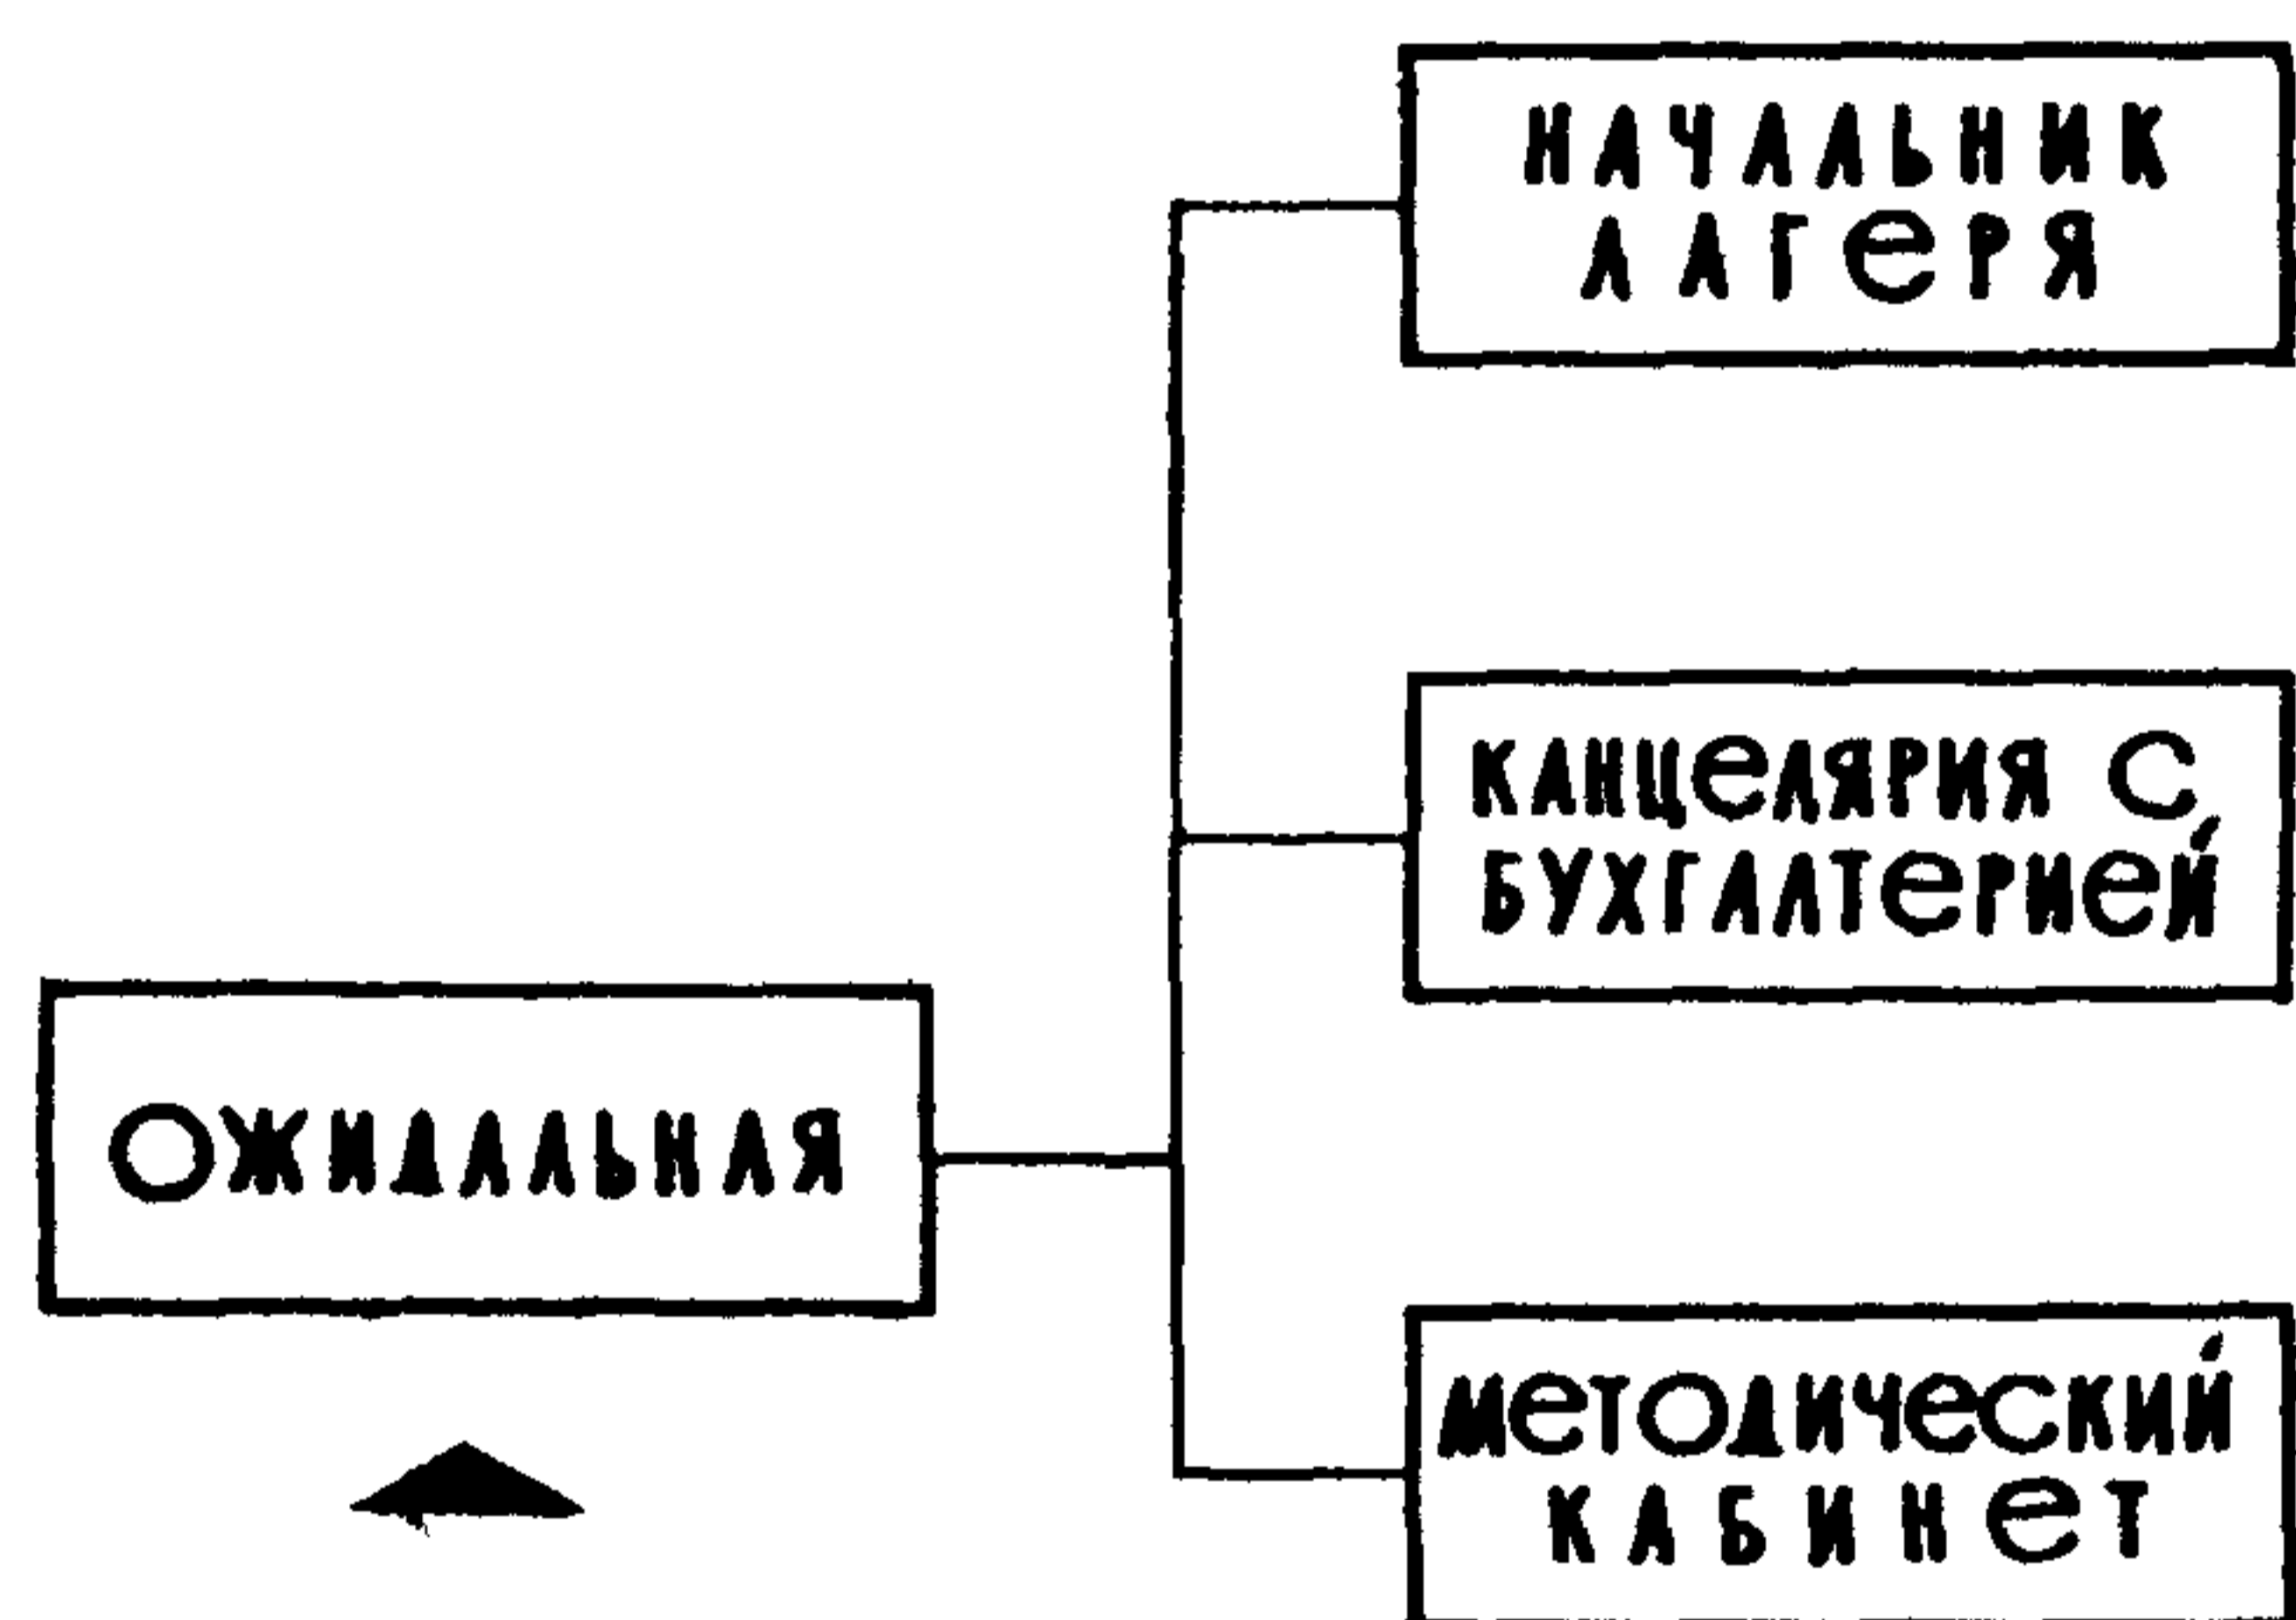 НАЧАЛЬНИК
ЛАГЕРЯ
КАНЦЕЛЯРИЯ С
БУХГАЛТЕРИЕЙ
ОЖИДАЛЬНАЯ
МЕТОДИЧЕСКИЙ
КАБИНЕТ